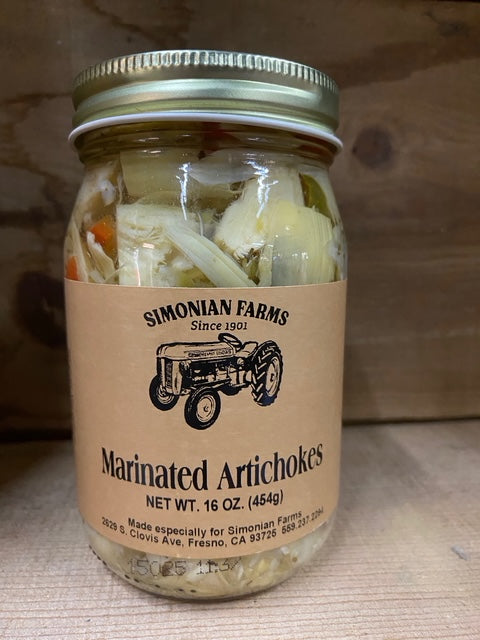 SIMONIAN FARMS
Since 1901
Marinated Artichokes
NET WT. 16 OZ. (454g)
Made especially for Simonian Farms
2629 S. Clovis Ave, Fresno, CA 93725 559.237.2294